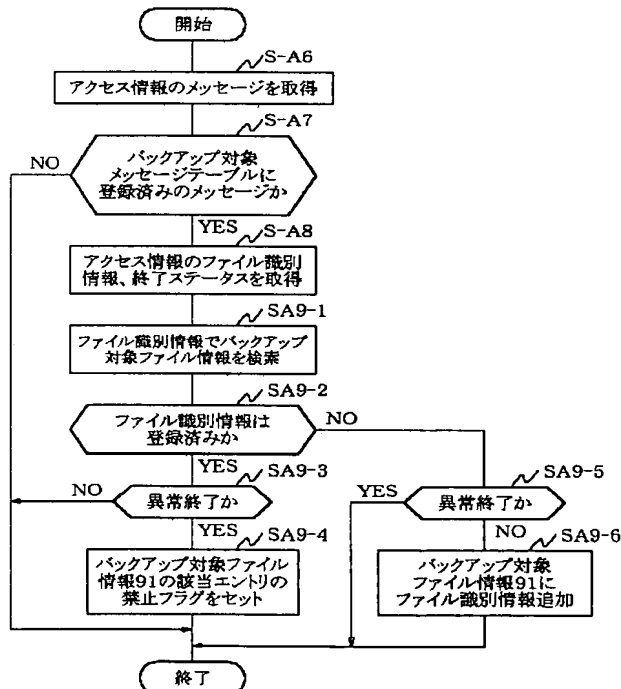 開始
S-A6
アクセス情報のメッセージを取得
S-A7
NO
バックアップ対象
メッセージテーブルに
登録済みのメッセージか
YES
S-A8
アクセス情報のファイル識別
情報、終了ステータスを取得
SA9-1
ファイル識別情報でバックアップ
対象ファイル情報を検索
SA9-2
ファイル識別情報は
登録済みか
NO
YES
SA9-3
NO
異常終了か
YES
SA9-4
バックアップ対象ファイル
情報91の該当エントリの
禁止フラグをセット
SA9-5
YES
異常終了か
NO
SA9-6
バックアップ対象
ファイル情報91に
ファイル識別情報追加
終了